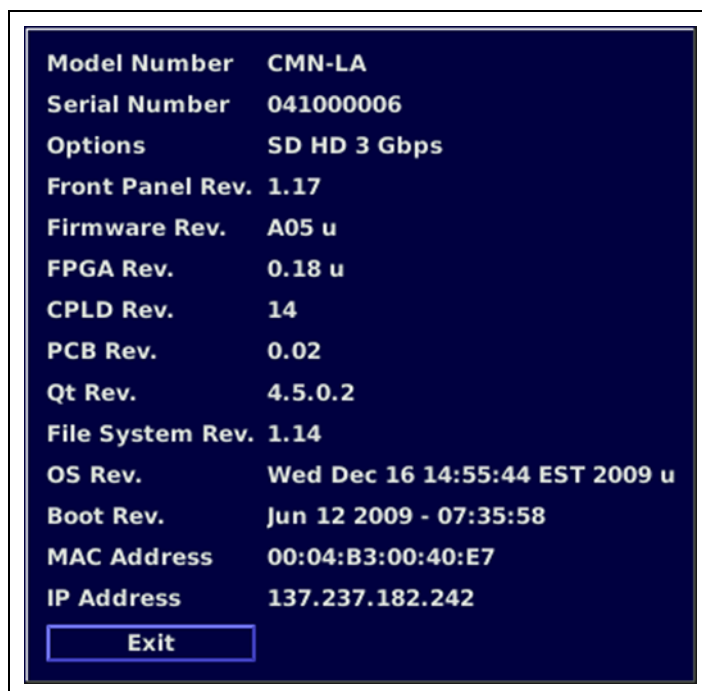 Model Number CMN-LA
Serial Number 041000006
Options SD HD 3 Gbps
Front Panel Rev. 1.17
Firmware Rev. A05 u
FPGA Rev. 0.18 u
CPLD Rev. 14
PCB Rev. 0.02
Qt Rev. 4.5.0.2
File System Rev. 1.14
OS Rev. Wed Dec 16 14:55:44 EST 2009 u
Boot Rev. Jun 12 2009 - 07:35:58
MAC Address 00:04:B3:00:40:E7
IP Address 137.237.182.242
Exit